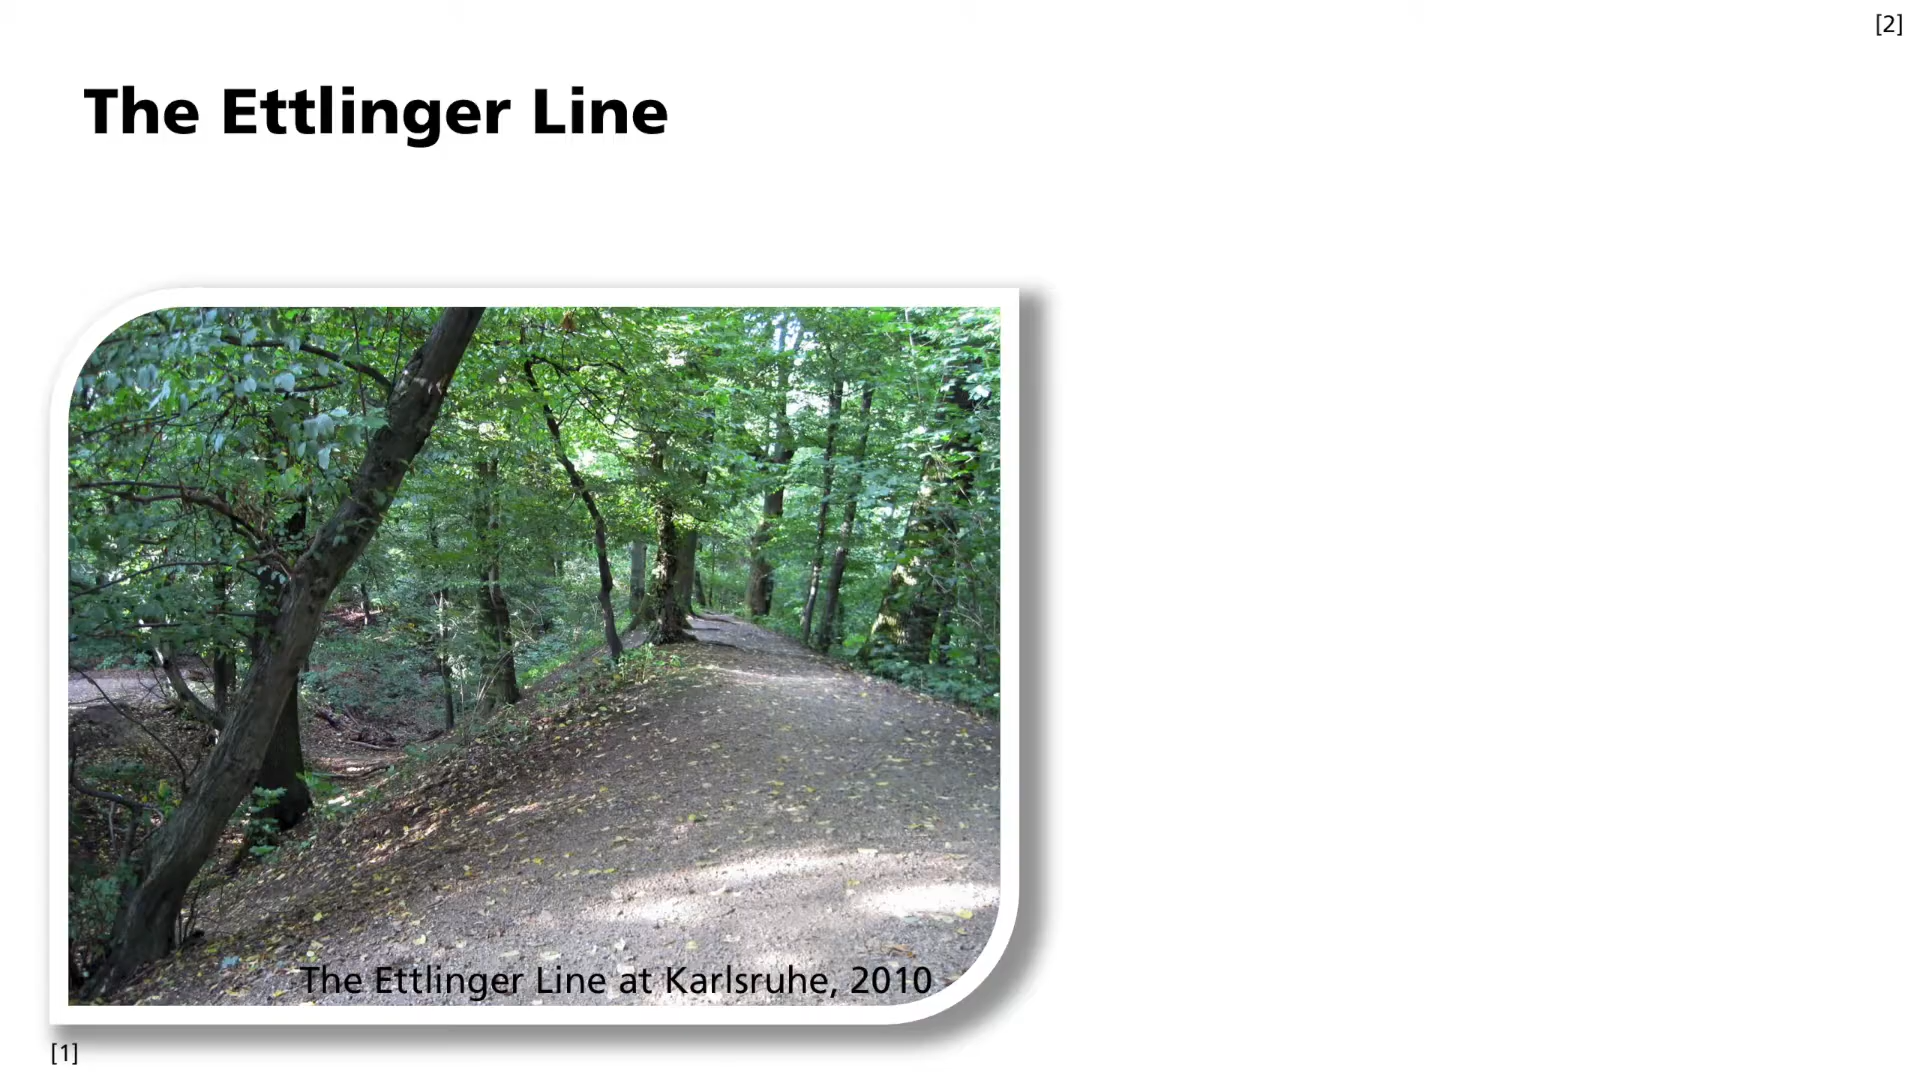 [2]
The Ettlinger Line
The Ettlinger Line at Karlsruhe, 2010
[1]